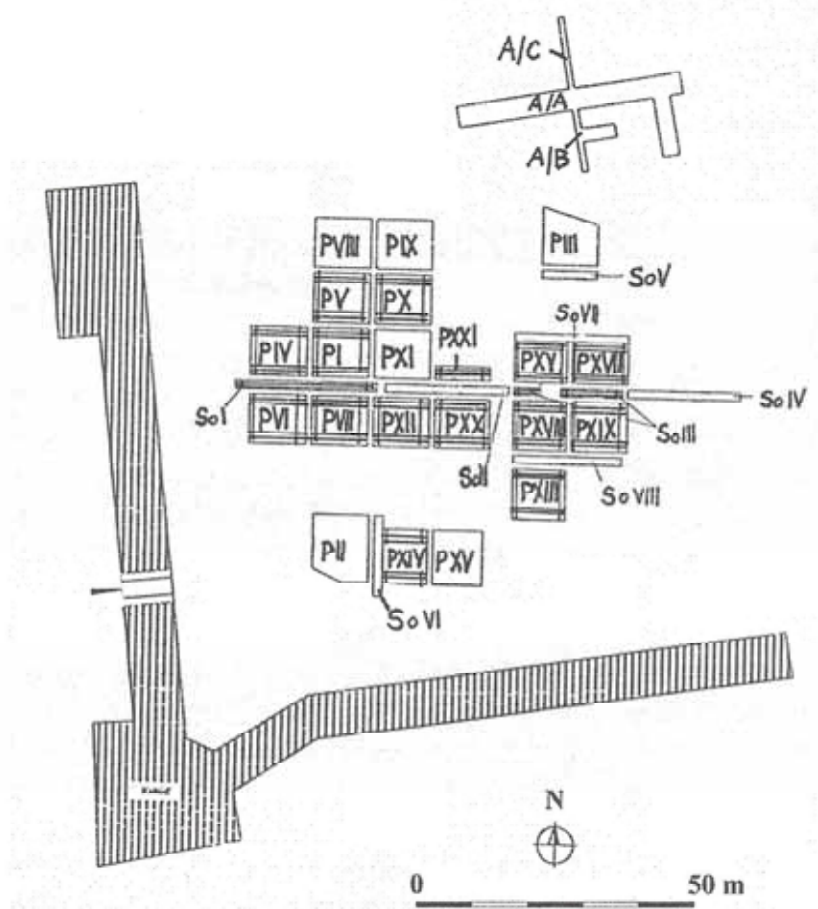 A/C
A/A
A/B
PVIII PIX PIII
SoV
PV PX
SoVII
PXXI
PIV PI PXI PXV PXVII
SoI SoIV
PVI PVII PXII PXX PXVIII PXIX SoIII
SoII
SoVIII
PXIII
PII PXIV PXV
SoVI
N
A
0 50 m